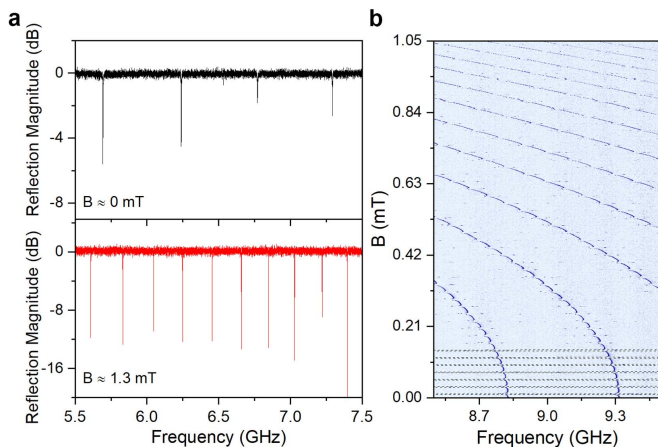 a
b
Reflection Magnitude (dB)
0
-4
-8
B ≈ 0 mT
Reflection Magnitude (dB)
0
-8
-16
B ≈ 1.3 mT
5.5 6.0 6.5 7.0 7.5
Frequency (GHz)
B (mT)
1.05
0.84
0.63
0.42
0.21
0.00
8.7 9.0 9.3
Frequency (GHz)